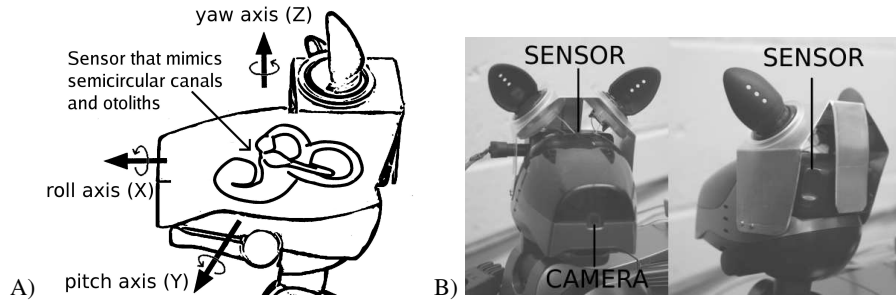 yaw axis (Z)
Sensor that mimics
semicircular canals
and otoliths
roll axis (X)
pitch axis (Y)
A)
SENSOR
SENSOR
CAMERA
B)